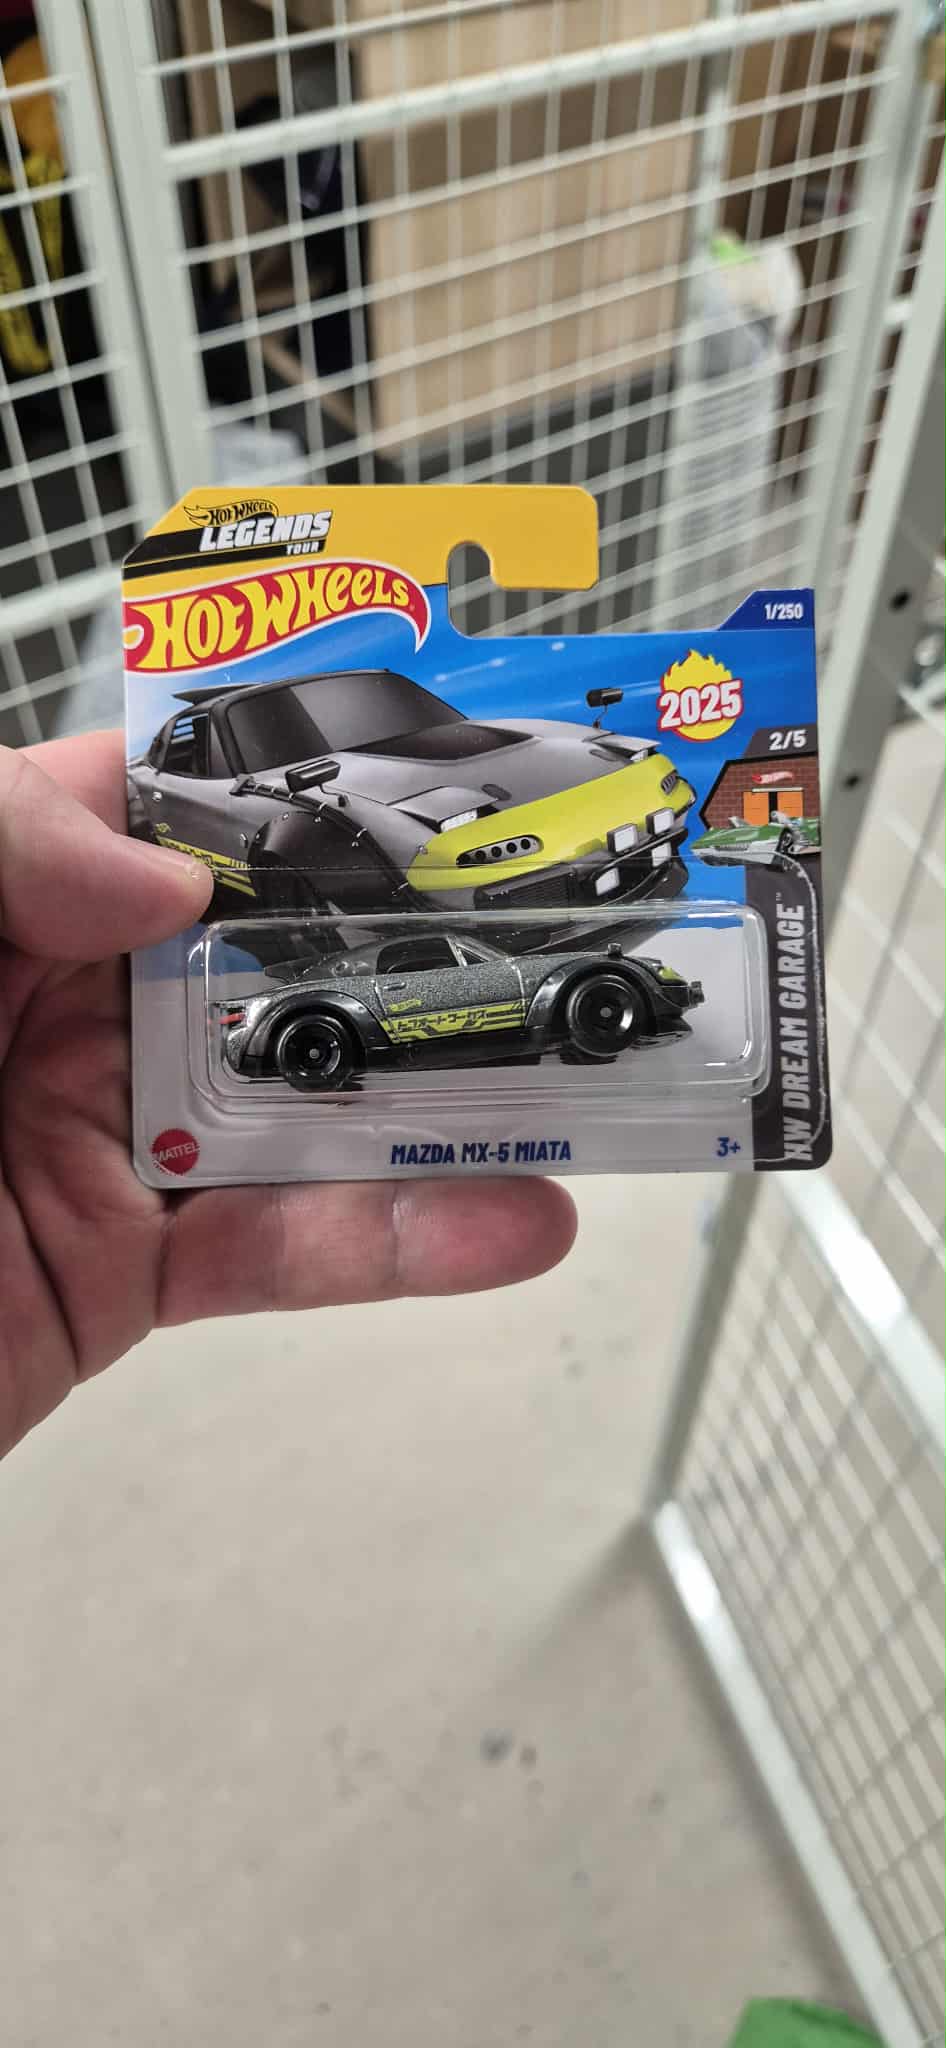 HOT WHEELS
LEGENDS
TOUR
HOT WHEELS
1/250
2025
2/5
HW DREAM GARAGE™
MATTEL
MAZDA MX-5 MIATA
3+